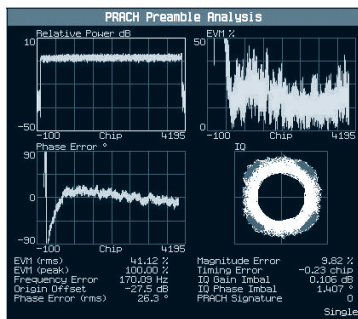 PRACH Preamble Analysis
Relative Power dB
EVM %
10
50
-50
0
-100 Chip 4195
-100 Chip 4195
Phase Error °
IQ
90
0
-90
-100 Chip 4195
EVM (rms) 41.12 %
EVM (peak) 100.00 %
Frequency Error 170.09 Hz
Origin Offset -27.5 dB
Phase Error (rms) 26.3 °
Magnitude Error 9.82 %
Timing Error -0.23 chip
IQ Gain Imbal 0.106 dB
IQ Phase Imbal 1.407 °
PRACH Signature 0
Single